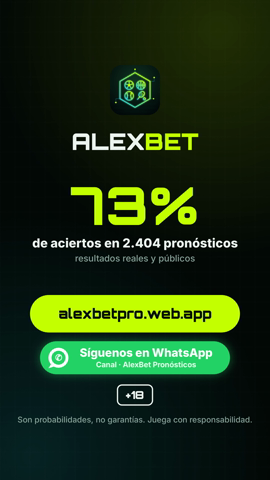 ALEXBET
73%
de aciertos en 2.404 pronósticos
resultados reales y públicos
alexbetpro.web.app
Síguenos en WhatsApp
Canal · AlexBet Pronósticos
+18
Son probabilidades, no garantías. Juega con responsabilidad.